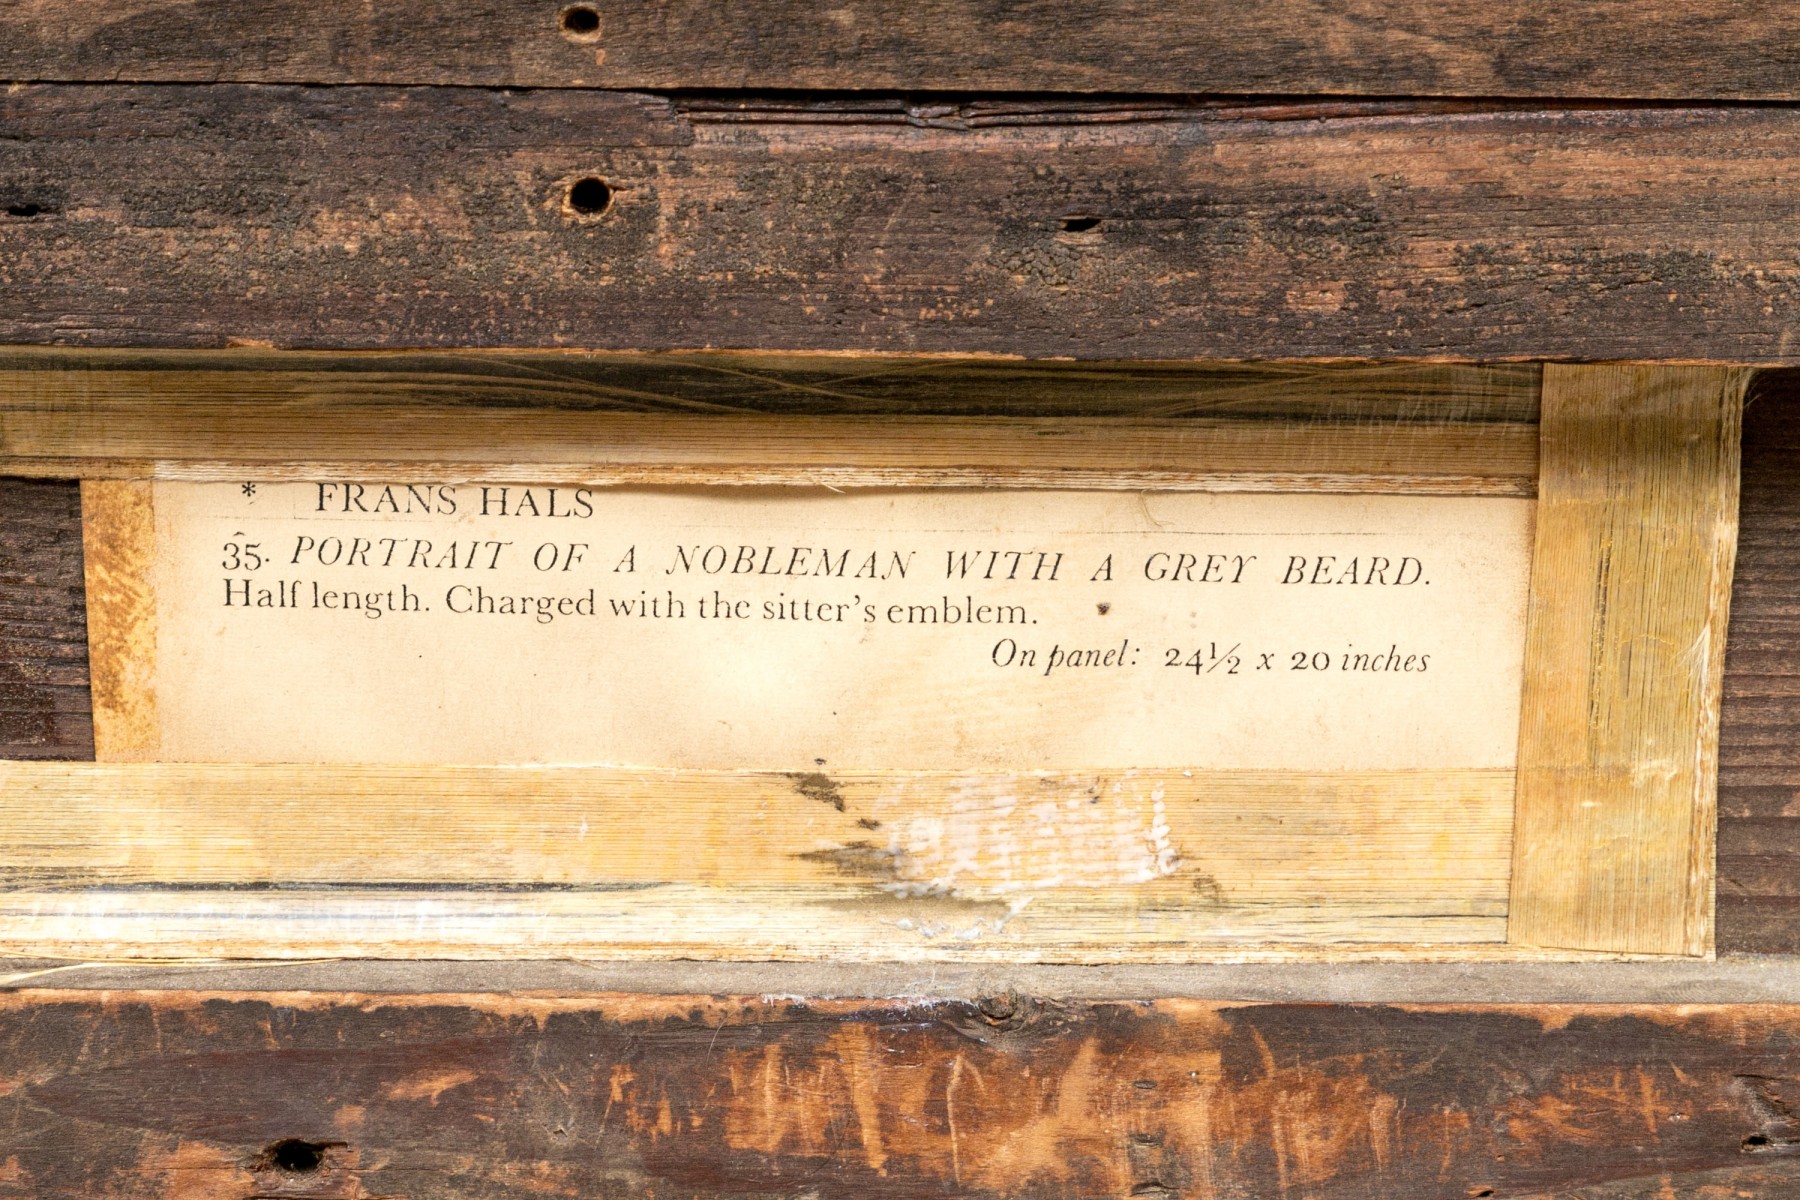 * FRANS HALS
35. PORTRAIT OF A NOBLEMAN WITH A GREY BEARD.
Half length. Charged with the sitter's emblem.
On panel: 24½ x 20 inches